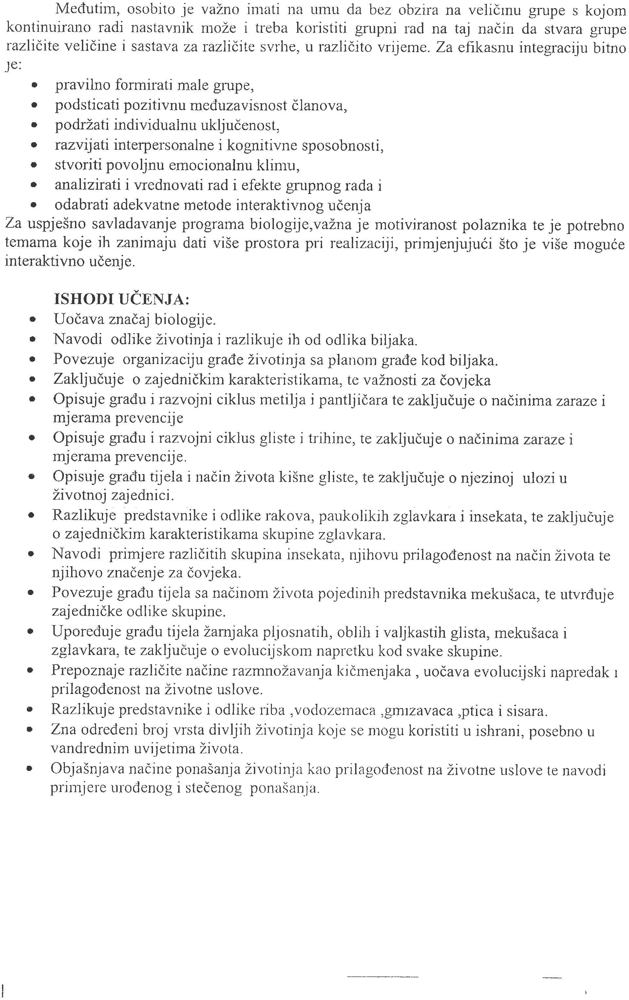 Međutim, osobito je važno imati na umu da bez obzira na veličinu grupe s kojom
kontinuirano radi nastavnik može i treba koristiti grupni rad na taj način da stvara grupe
različite veličine i sastava za različite svrhe, u različito vrijeme. Za efikasnu integraciju bitno
je:
• pravilno formirati male grupe,
• podsticati pozitivnu međuzavisnost članova,
• podržati individualnu uključenost,
• razvijati interpersonalne i kognitivne sposobnosti,
• stvoriti povoljnu emocionalnu klimu,
• analizirati i vrednovati rad i efekte grupnog rada i
• odabrati adekvatne metode interaktivnog učenja
Za uspješno savladavanje programa biologije,važna je motiviranost polaznika te je potrebno
temama koje ih zanimaju dati više prostora pri realizaciji, primjenjujući što je više moguće
interaktivno učenje.
ISHODI UČENJA:
• Uočava značaj biologije.
• Navodi odlike životinja i razlikuje ih od odlika biljaka.
• Povezuje organizaciju građe životinja sa planom građe kod biljaka.
• Zaključuje o zajedničkim karakteristikama, te važnosti za čovjeka
• Opisuje građu i razvojni ciklus metilja i pantljičara te zaključuje o načinima zaraze i
mjerama prevencije
• Opisuje građu i razvojni ciklus gliste i trihine, te zaključuje o načinima zaraze i
mjerama prevencije.
• Opisuje građu tijela i način života kišne gliste, te zaključuje o njezinoj ulozi u
životnoj zajednici.
• Razlikuje predstavnike i odlike rakova, paukolikih zglavkara i insekata, te zaključuje
o zajedničkim karakteristikama skupine zglavkara.
• Navodi primjere različitih skupina insekata, njihovu prilagođenost na način života te
njihovo značenje za čovjeka.
• Povezuje građu tijela sa načinom života pojedinih predstavnika mekušaca, te utvrđuje
zajedničke odlike skupine.
• Upoređuje građu tijela žarnjaka pljosnatih, oblih i valjkastih glista, mekušaca i
zglavkara, te zaključuje o evolucijskom napretku kod svake skupine.
• Prepoznaje različite načine razmnožavanja kičmenjaka , uočava evolucijski napredak i
prilagođenost na životne uslove.
• Razlikuje predstavnike i odlike riba ,vodozemaca ,gmizavaca ,ptica i sisara.
• Zna određeni broj vrsta divljih životinja koje se mogu koristiti u ishrani, posebno u
vandrednim uvijetima života.
• Objašnjava načine ponašanja životinja kao prilagođenost na životne uslove te navodi
primjere urođenog i stečenog ponašanja.